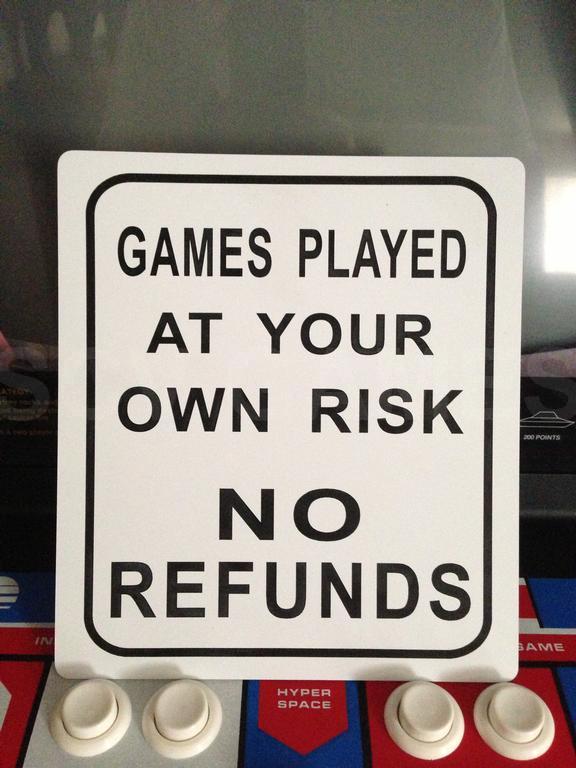 GAMES PLAYED
AT YOUR
OWN RISK
NO
REFUNDS
200 POINTS
GAME
HYPER
SPACE